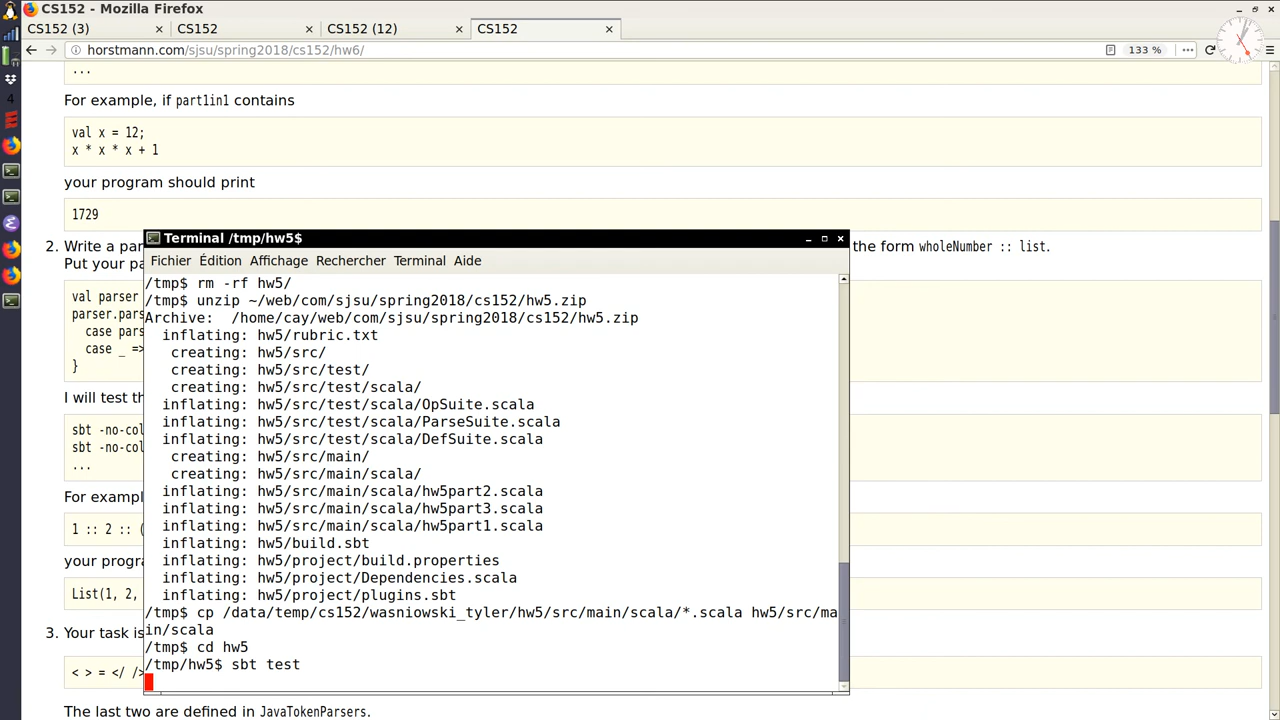 CS152 - Mozilla Firefox
CS152 (3) CS152 CS152 (12) CS152
horstmann.com/sjsu/spring2018/cs152/hw6/ 133 %
...
For example, if part1in1 contains
val x = 12;
x * x * x + 1
your program should print
1729
2. Write a par the form wholeNumber :: list.
Put your pa
val parser
parser.pars
case pars
case _ =>
}
I will test th
sbt -no-col
sbt -no-col
...
For exampl
1 :: 2 :: (
your progra
List(1, 2,
3. Your task is
< > = </ />
The last two are defined in JavaTokenParsers.
4
Terminal /tmp/hw5$
Fichier Édition Affichage Rechercher Terminal Aide
/tmp$ rm -rf hw5/
/tmp$ unzip ~/web/com/sjsu/spring2018/cs152/hw5.zip
Archive:  /home/cay/web/com/sjsu/spring2018/cs152/hw5.zip
inflating: hw5/rubric.txt
creating: hw5/src/
creating: hw5/src/test/
creating: hw5/src/test/scala/
inflating: hw5/src/test/scala/OpSuite.scala
inflating: hw5/src/test/scala/ParseSuite.scala
inflating: hw5/src/test/scala/DefSuite.scala
creating: hw5/src/main/
creating: hw5/src/main/scala/
inflating: hw5/src/main/scala/hw5part2.scala
inflating: hw5/src/main/scala/hw5part3.scala
inflating: hw5/src/main/scala/hw5part1.scala
inflating: hw5/build.sbt
inflating: hw5/project/build.properties
inflating: hw5/project/Dependencies.scala
inflating: hw5/project/plugins.sbt
/tmp$ cp /data/temp/cs152/wasniowski_tyler/hw5/src/main/scala/*.scala hw5/src/ma
in/scala
/tmp$ cd hw5
/tmp/hw5$ sbt test